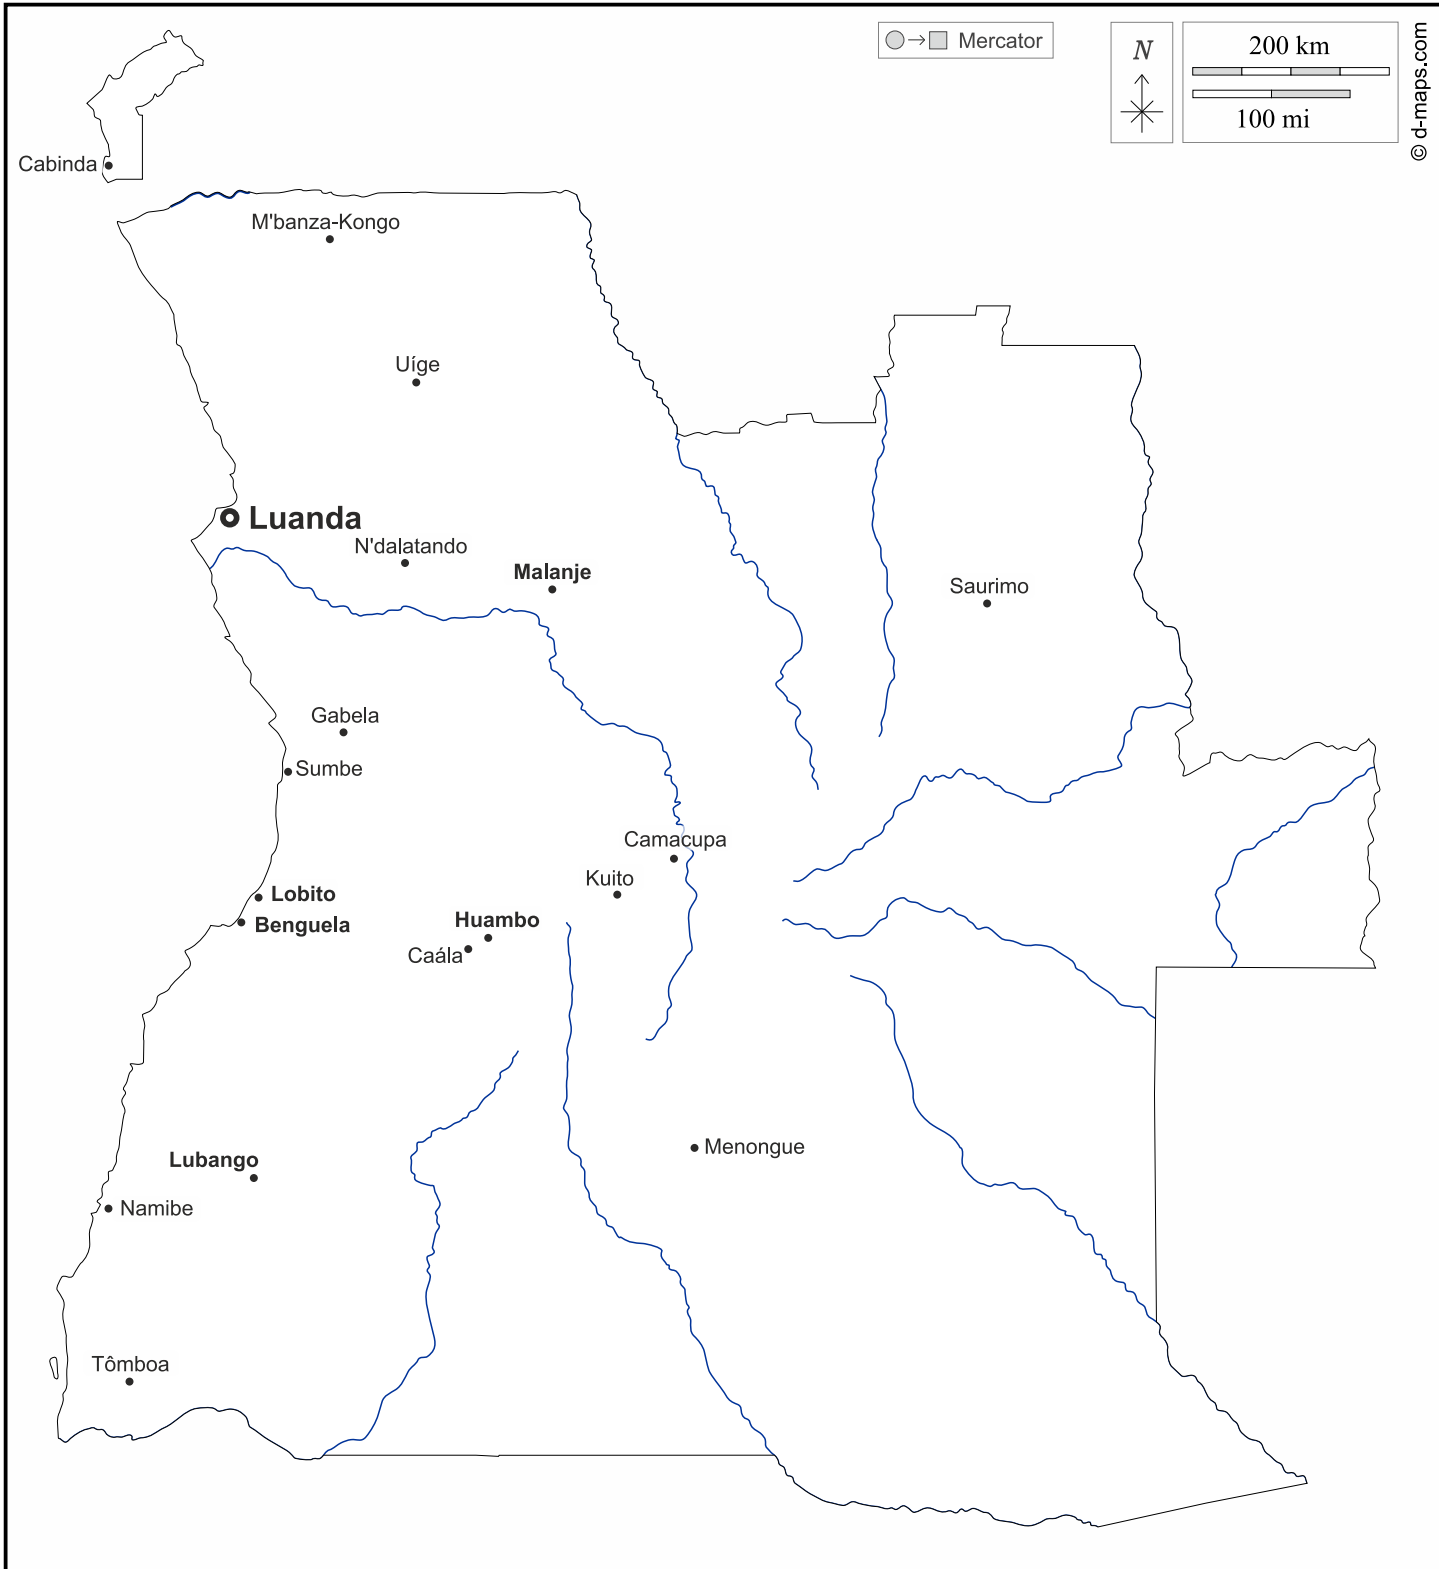 Mercator
N
200 km
100 mi
© d-maps.com
Cabinda
M'banza-Kongo
Uíge
Luanda
N'dalatando
Malanje
Saurimo
Gabela
Sumbe
Camacupa
Kuito
Lobito
Benguela
Huambo
Caála
Menongue
Lubango
Namibe
Tômboa